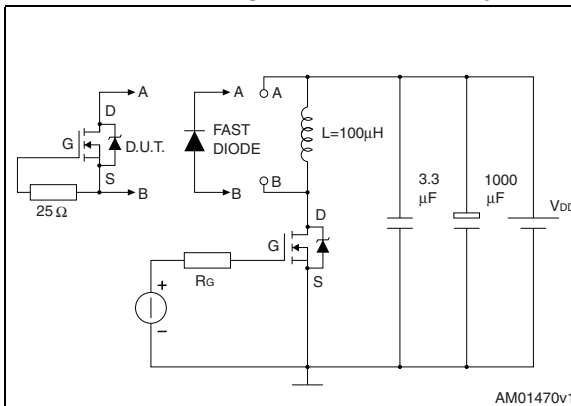 A
A
A
D
G
D.U.T.
FAST
DIODE
L=100µH
S
B
B
B
25 Ω
D
G
S
RG
+
–
3.3
µF
1000
µF
VDD
AM01470v1